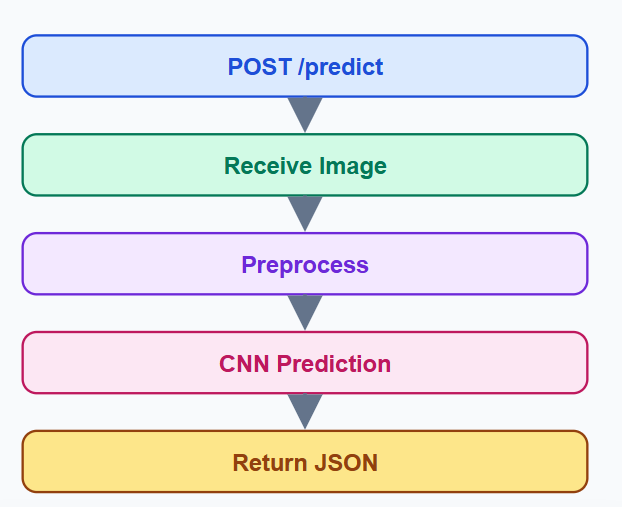 POST /predict
Receive Image
Preprocess
CNN Prediction
Return JSON